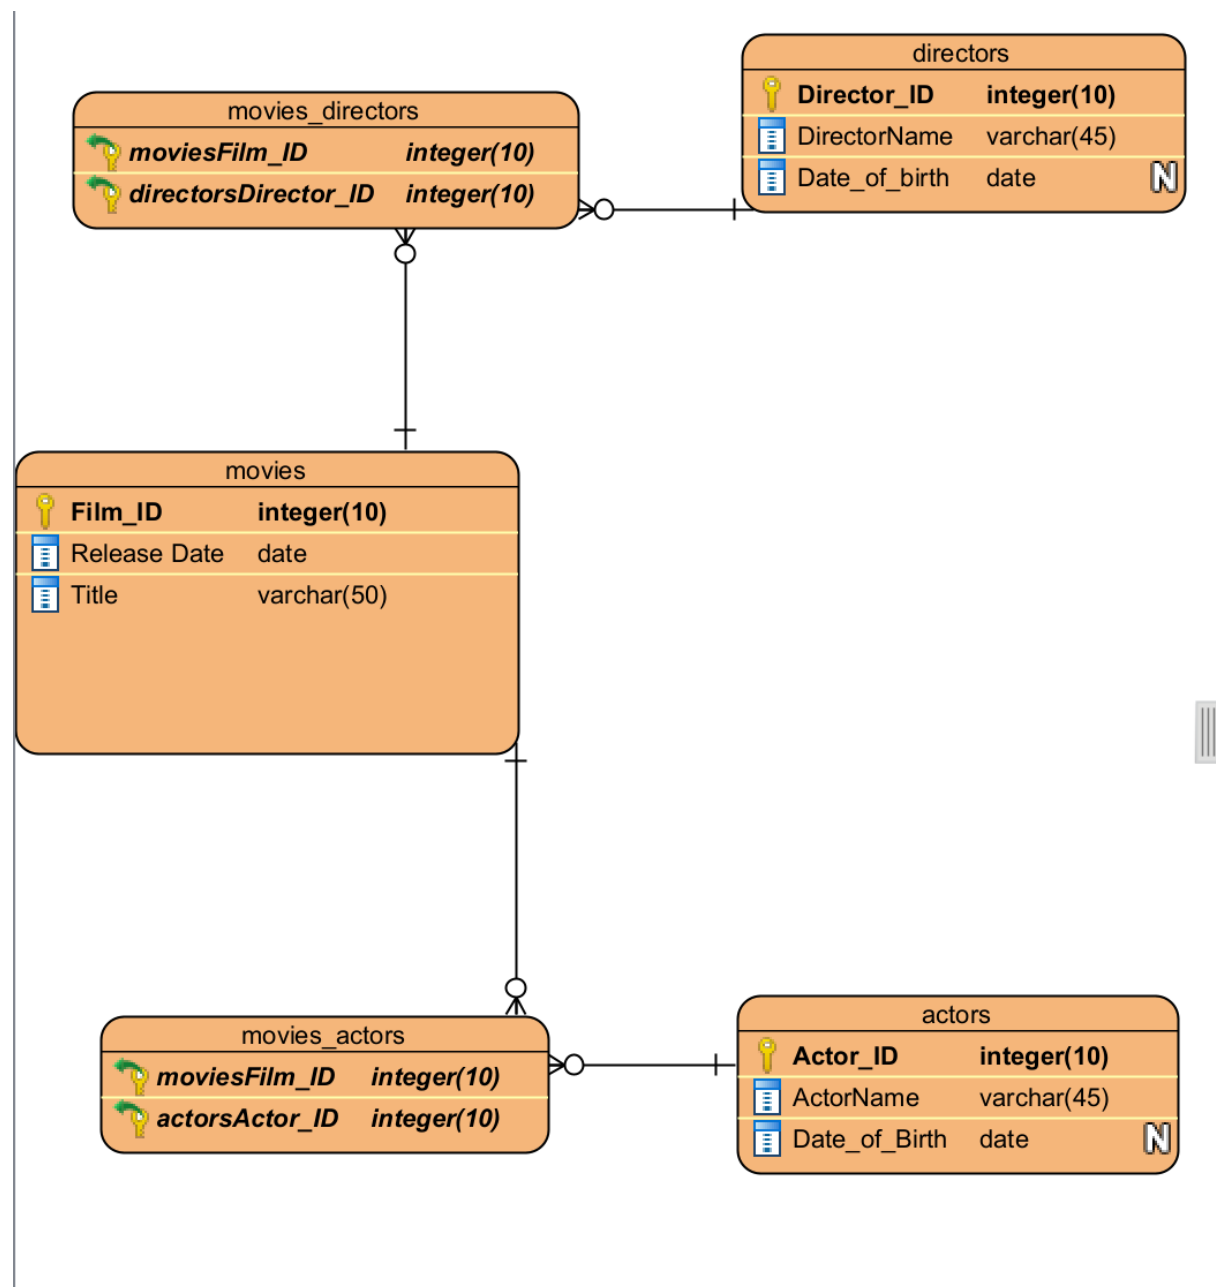 directors
Director_ID integer(10)
DirectorName varchar(45)
Date_of_birth date N
movies_directors
moviesFilm_ID integer(10)
directorsDirector_ID integer(10)
movies
Film_ID integer(10)
Release Date date
Title varchar(50)
movies_actors
moviesFilm_ID integer(10)
actorsActor_ID integer(10)
actors
Actor_ID integer(10)
ActorName varchar(45)
Date_of_Birth date N